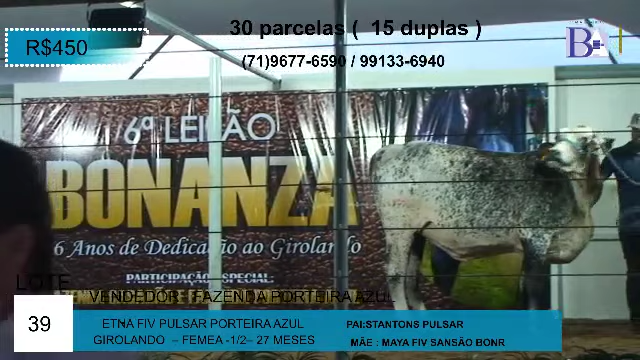 R$450
30 parcelas ( 15 duplas )
(71)9677-6590 / 99133-6940
6º LEILÃO
BONANZA
6 Anos de Dedicação ao Girolando
PARTICIPAÇÃO ESPECIAL:
LOTE
39
VENDEDOR: FAZENDA PORTEIRA AZUL
ETNA FIV PULSAR PORTEIRA AZUL
GIROLANDO – FEMEA -1/2– 27 MESES
PAI:STANTONS PULSAR
MÃE : MAYA FIV SANSÃO BONR